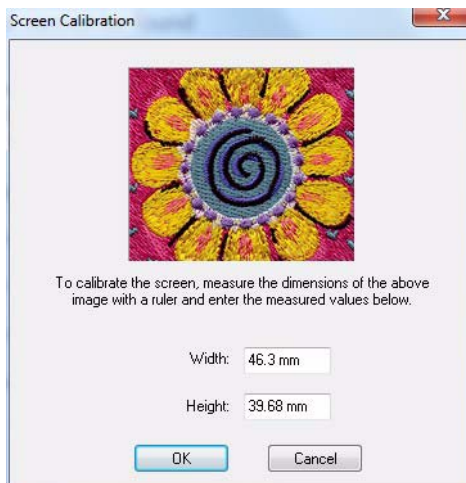 Screen Calibration
To calibrate the screen, measure the dimensions of the above
image with a ruler and enter the measured values below.
Width: 46.3 mm
Height: 39.68 mm
OK Cancel